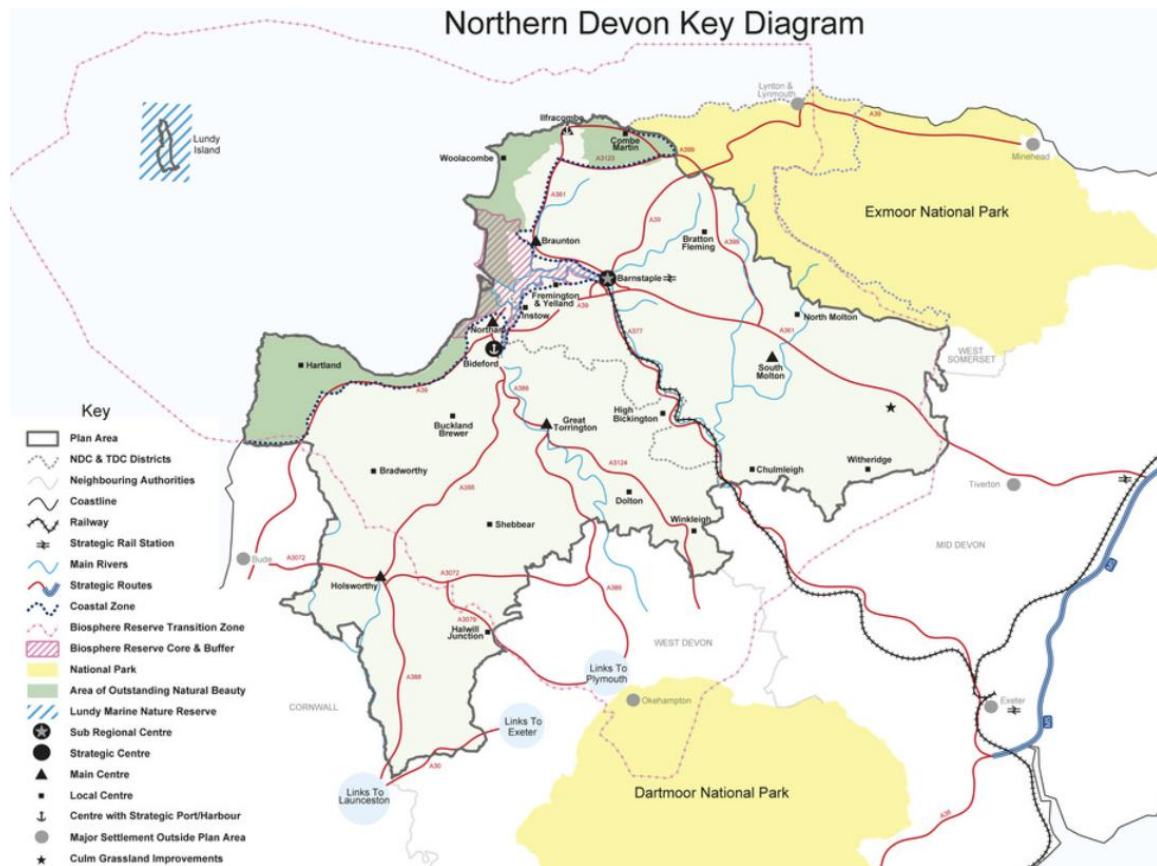 Northern Devon Key Diagram
Lundy
Island
Lynton &
Lynmouth
A39
Minehead
Ilfracombe
Combe
Martin
A399
A3123
Woolacombe
Exmoor National Park
A361
A39
Bratton
Fleming
A399
Braunton
Barnstaple
Fremington
& Yelland
Instow
A39
North Molton
Northam
A377
A361
WEST
SOMERSET
Bideford
South
Molton
Hartland
A39
A386
High
Bickington
Buckland
Brewer
Great
Torrington
Bradworthy
A3124
Chulmleigh
Witheridge
A388
Dolton
Tiverton
Shebbear
Winkleigh
MID DEVON
Bude
A3072
Holsworthy
A3072
A386
A3079
Halwill
Junction
WEST DEVON
A388
Links To
Plymouth
Okehampton
CORNWALL
Links To
Exeter
Exeter
A30
Links To
Launceston
Dartmoor National Park
A38
Key
Plan Area
NDC & TDC Districts
Neighbouring Authorities
Coastline
Railway
Strategic Rail Station
Main Rivers
Strategic Routes
Coastal Zone
Biosphere Reserve Transition Zone
Biosphere Reserve Core & Buffer
National Park
Area of Outstanding Natural Beauty
Lundy Marine Nature Reserve
Sub Regional Centre
Strategic Centre
Main Centre
Local Centre
Centre with Strategic Port/Harbour
Major Settlement Outside Plan Area
Culm Grassland Improvements